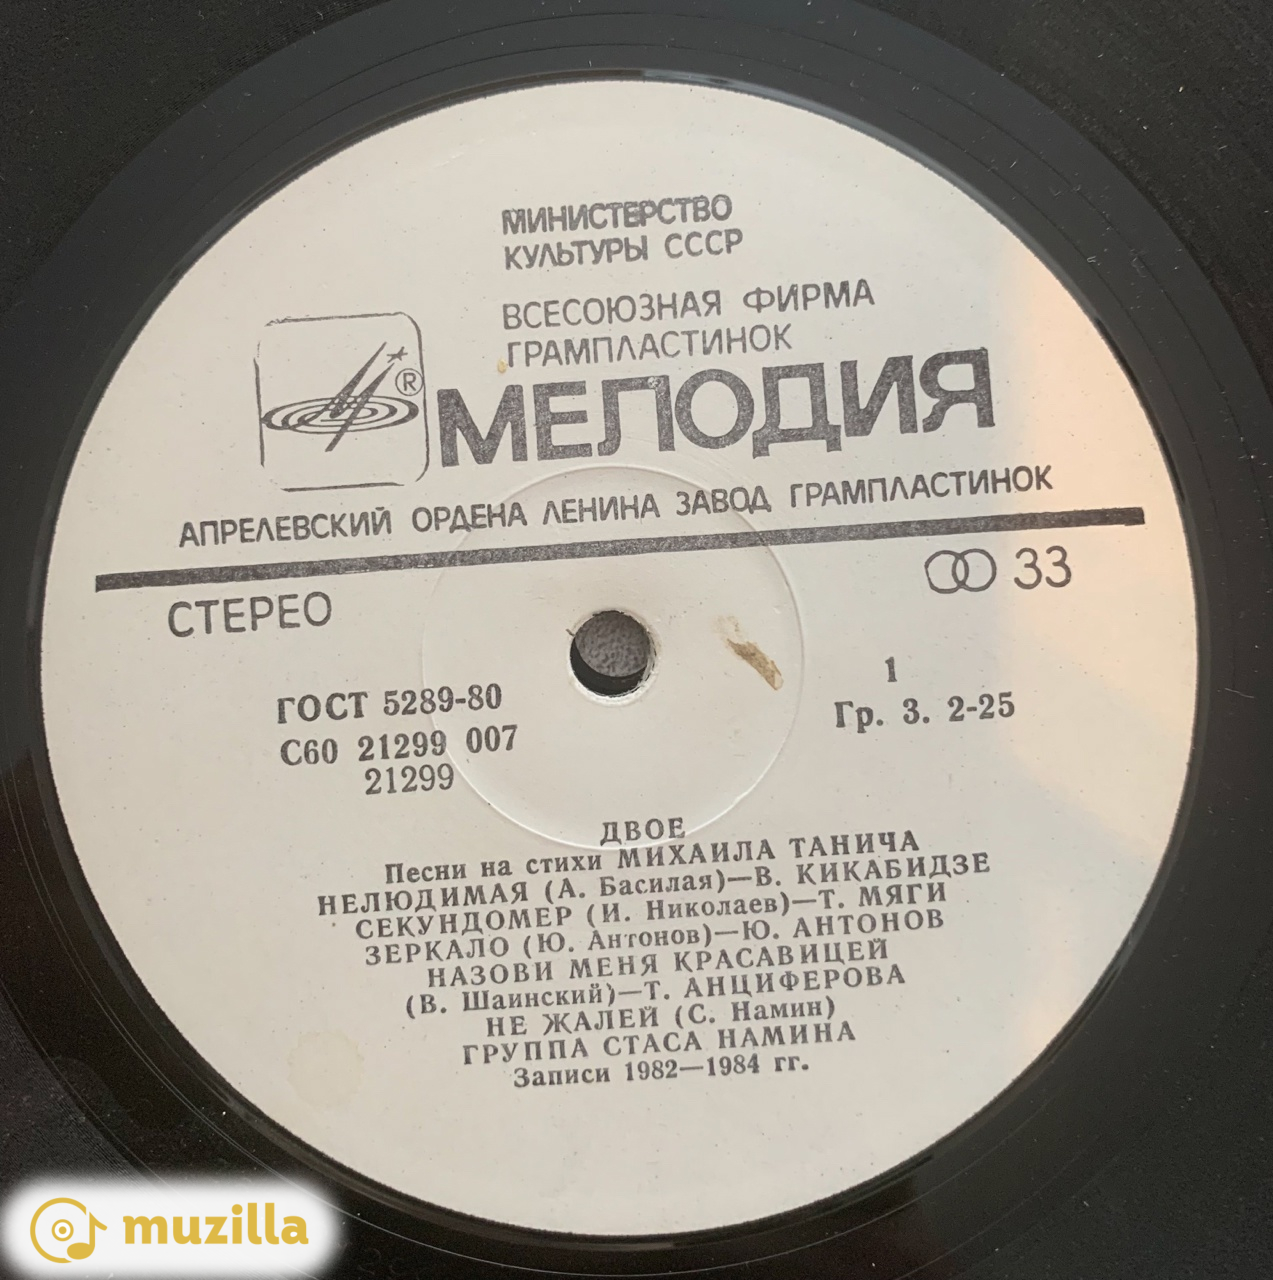 МИНИСТЕРСТВО
КУЛЬТУРЫ СССР
ВСЕСОЮЗНАЯ ФИРМА
ГРАМПЛАСТИНОК
®
МЕЛОДИЯ
АПРЕЛЕВСКИЙ ОРДЕНА ЛЕНИНА ЗАВОД ГРАМПЛАСТИНОК
СТЕРЕО
33
ГОСТ 5289-80
1
С60 21299 007
Гр. 3. 2-25
21299
ДВОЕ
Песни на стихи МИХАИЛА ТАНИЧА
НЕЛЮДИМАЯ (А. Басилая)—В. КИКАБИДЗЕ
СЕКУНДОМЕР (И. Николаев)—Т. МЯГИ
ЗЕРКАЛО (Ю. Антонов)—Ю. АНТОНОВ
НАЗОВИ МЕНЯ КРАСАВИЦЕЙ
(В. Шаинский)—Т. АНЦИФЕРОВА
НЕ ЖАЛЕЙ (С. Намин)
ГРУППА СТАСА НАМИНА
Записи 1982—1984 гг.
muzilla